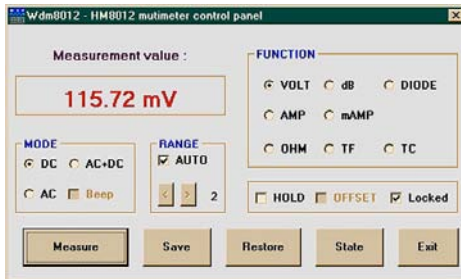 Wdm8012 - HM8012 mutimeter control panel
Measurement value :
115.72 mV
FUNCTION
VOLT dB DIODE
AMP mAMP
OHM TF TC
MODE
DC AC+DC
AC Beep
RANGE
AUTO
< > 2
HOLD OFFSET Locked
Measure Save Restore State Exit